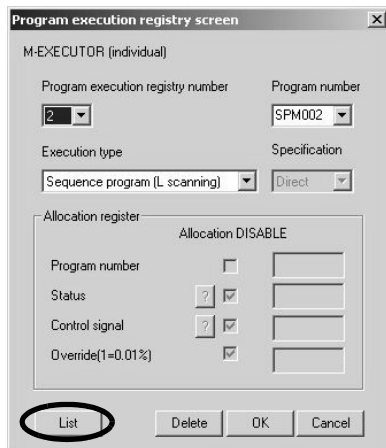 Program execution registry screen
M-EXECUTOR (individual)
Program execution registry number Program number
2 SPM002
Execution type Specification
Sequence program (L scanning) Direct
Allocation register
Allocation DISABLE
Program number
Status ?
Control signal ?
Override(1=0.01%)
List Delete OK Cancel